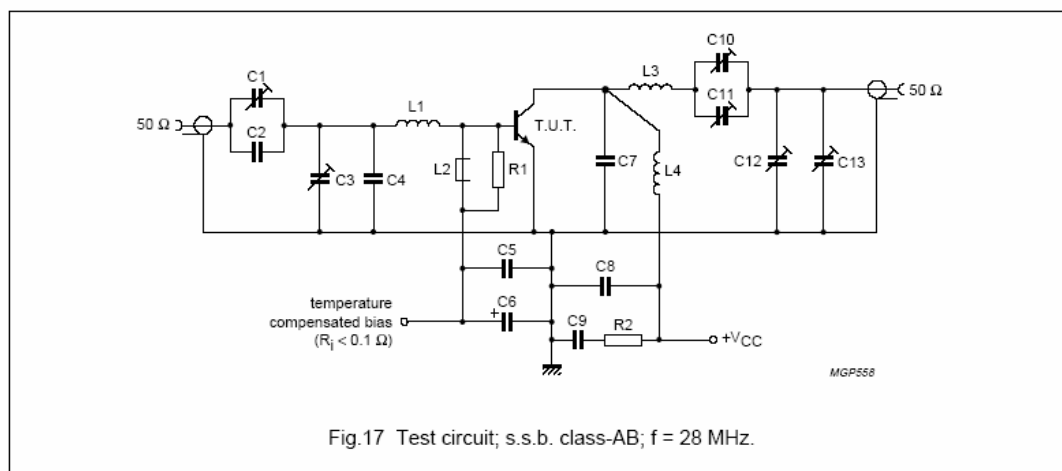 C10
C1
L3
50 Ω
C11
L1
50 Ω
T.U.T.
C2
L2
R1
C3
C4
C7
L4
C12
C13
C5
C8
temperature
compensated bias
(Ri < 0.1 Ω)
+
C6
C9
R2
+VCC
MGP558
Fig.17 Test circuit; s.s.b. class-AB; f = 28 MHz.